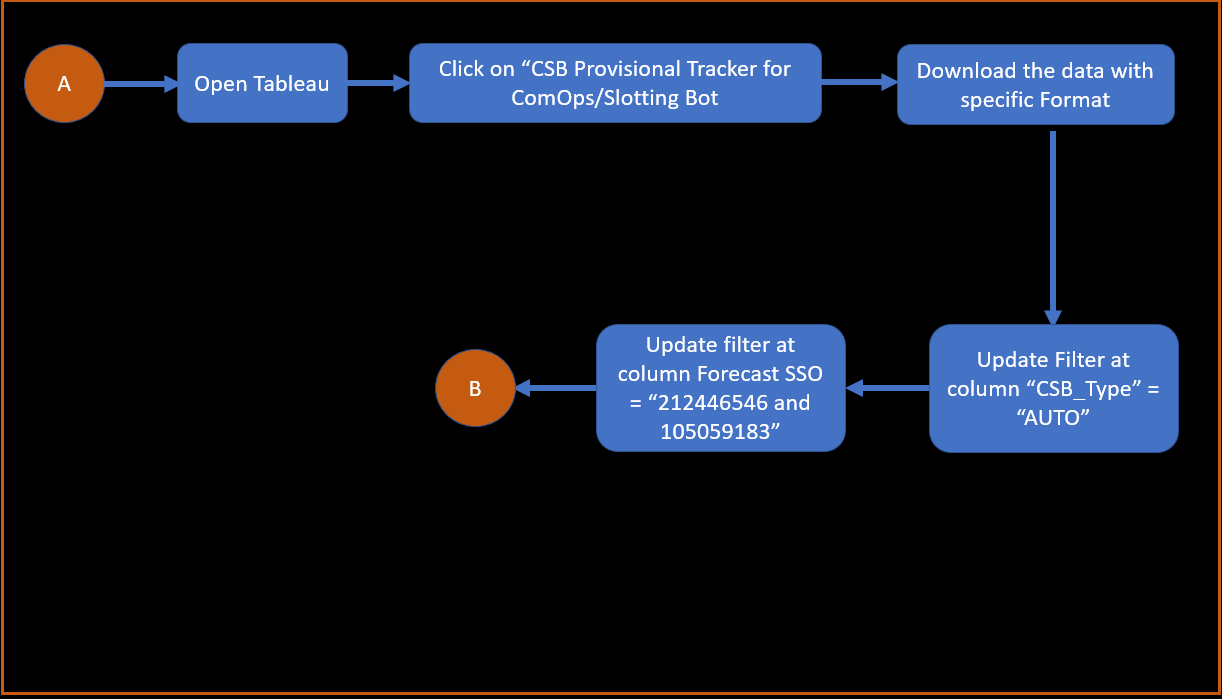 A
Open Tableau
Click on “CSB Provisional Tracker for
ComOps/Slotting Bot
Download the data with
specific Format
Update Filter at
column “CSB_Type” =
“AUTO”
Update filter at
column Forecast SSO
= “212446546 and
105059183”
B